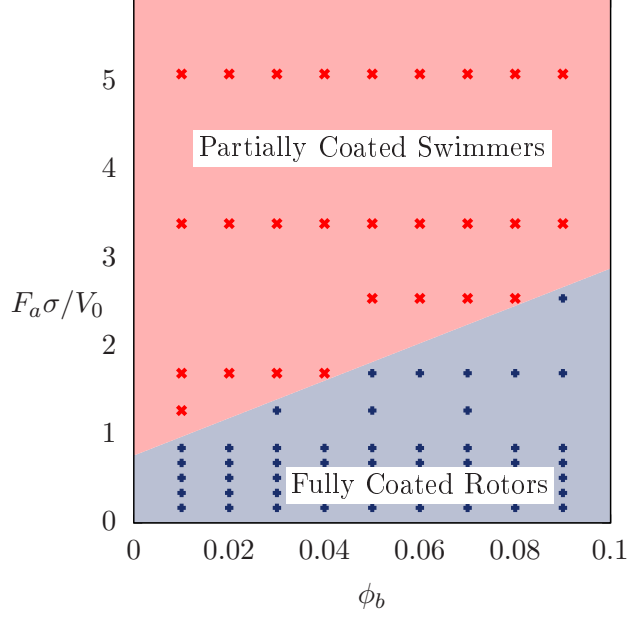 5
Partially Coated Swimmers
4
3
F_aσ/V_0
2
1
Fully Coated Rotors
0
0 0.02 0.04 0.06 0.08 0.1
ϕ_b